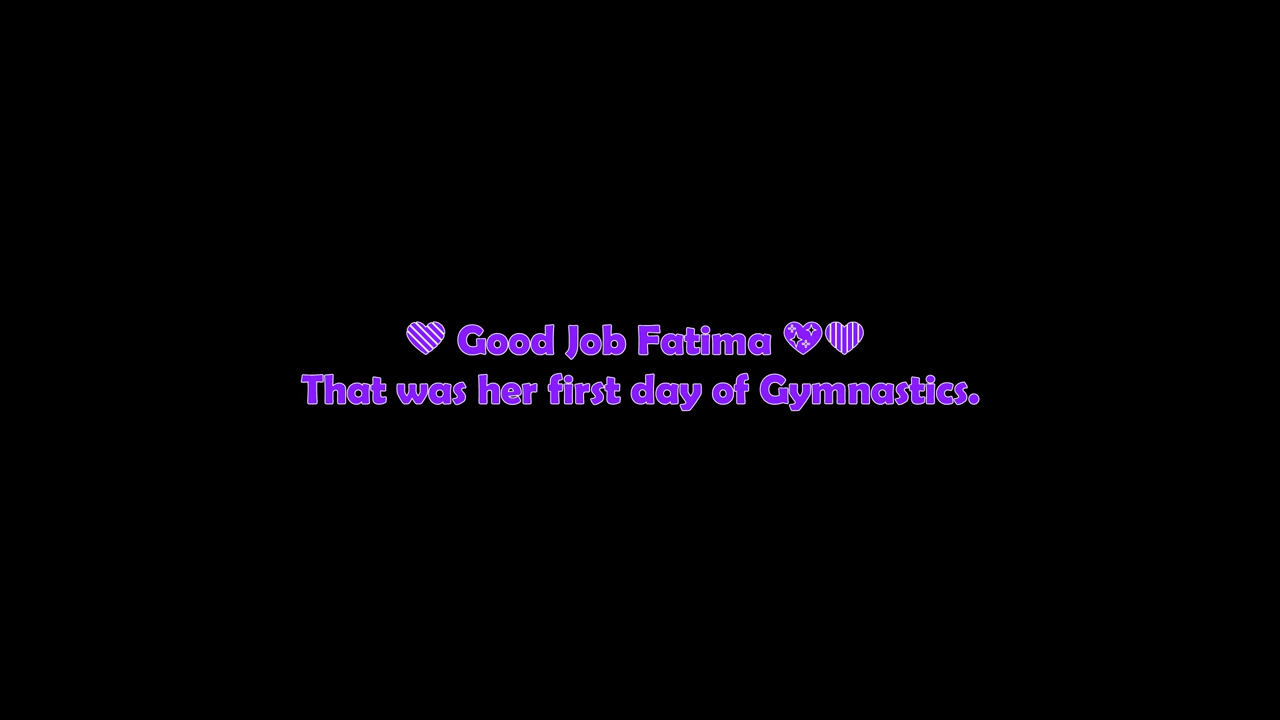 💜 Good Job Fatima 💖💜
That was her first day of Gymnastics.